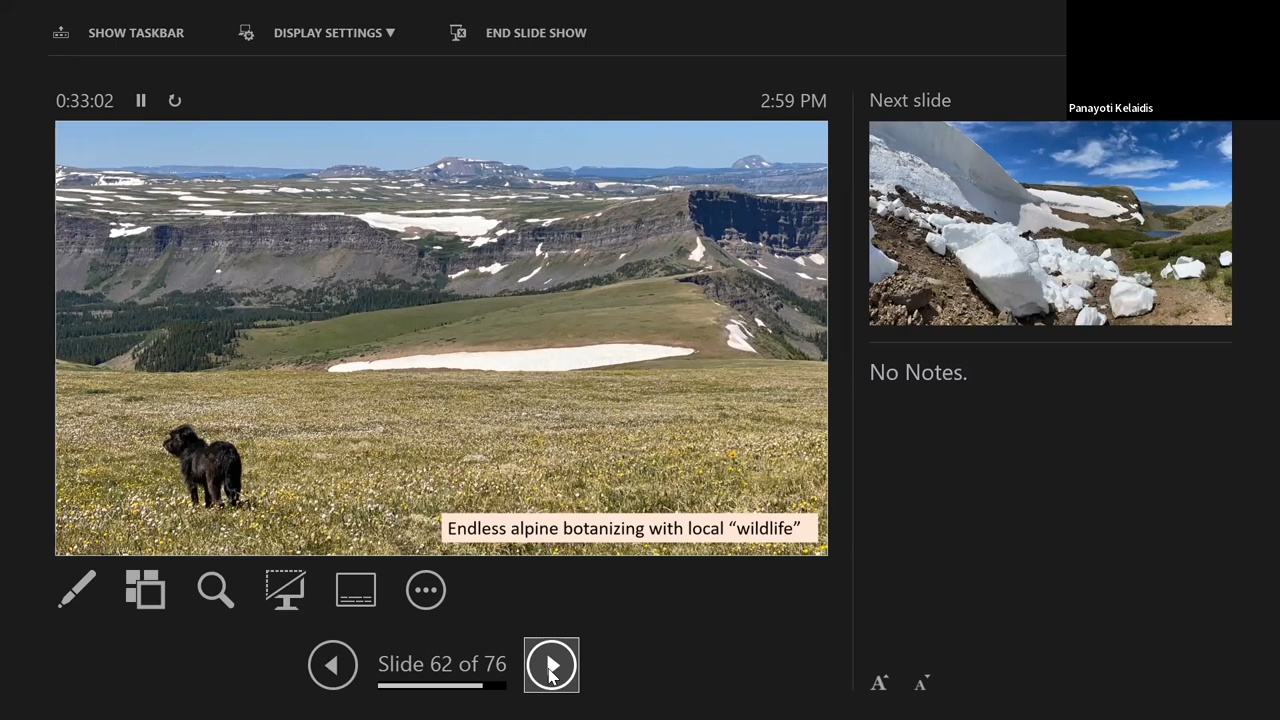 SHOW TASKBAR
DISPLAY SETTINGS ▼
END SLIDE SHOW
Panayoti Kelaidis
0:33:02
2:59 PM
Next slide
No Notes.
Endless alpine botanizing with local “wildlife”
Slide 62 of 76
A
A